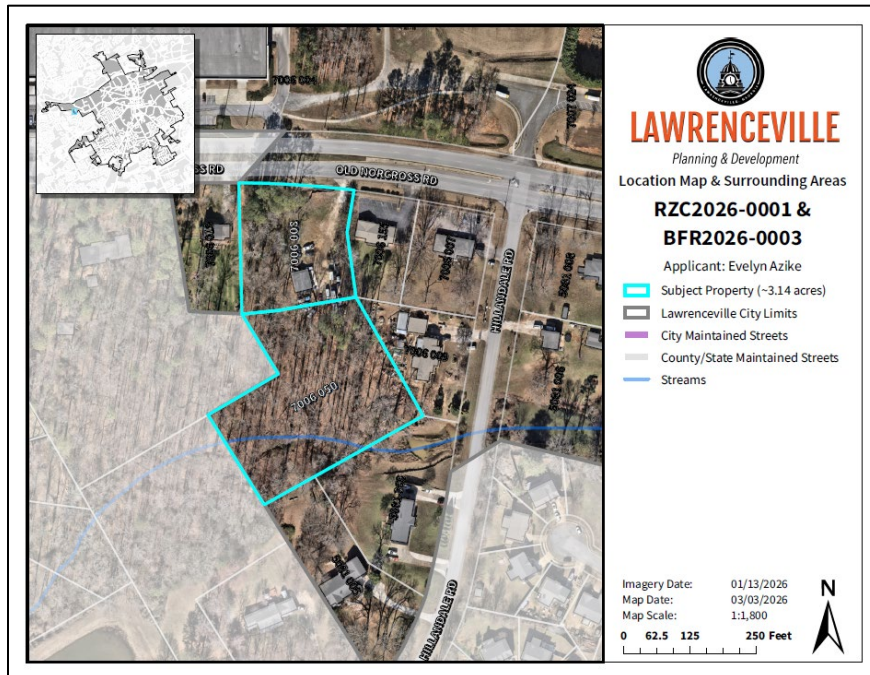 LAWRENCEVILLE
Planning & Development
Location Map & Surrounding Areas
RZC2026-0001 &
BFR2026-0003
Applicant: Evelyn Azike
Subject Property (~3.14 acres)
Lawrenceville City Limits
City Maintained Streets
County/State Maintained Streets
Streams
Imagery Date: 01/13/2026
Map Date: 03/03/2026
Map Scale: 1:1,800
0 62.5 125 250 Feet
N
OLD NORCROSS RD
HILLANDALE RD
HILLANDALE RD
7006 003
7006 050